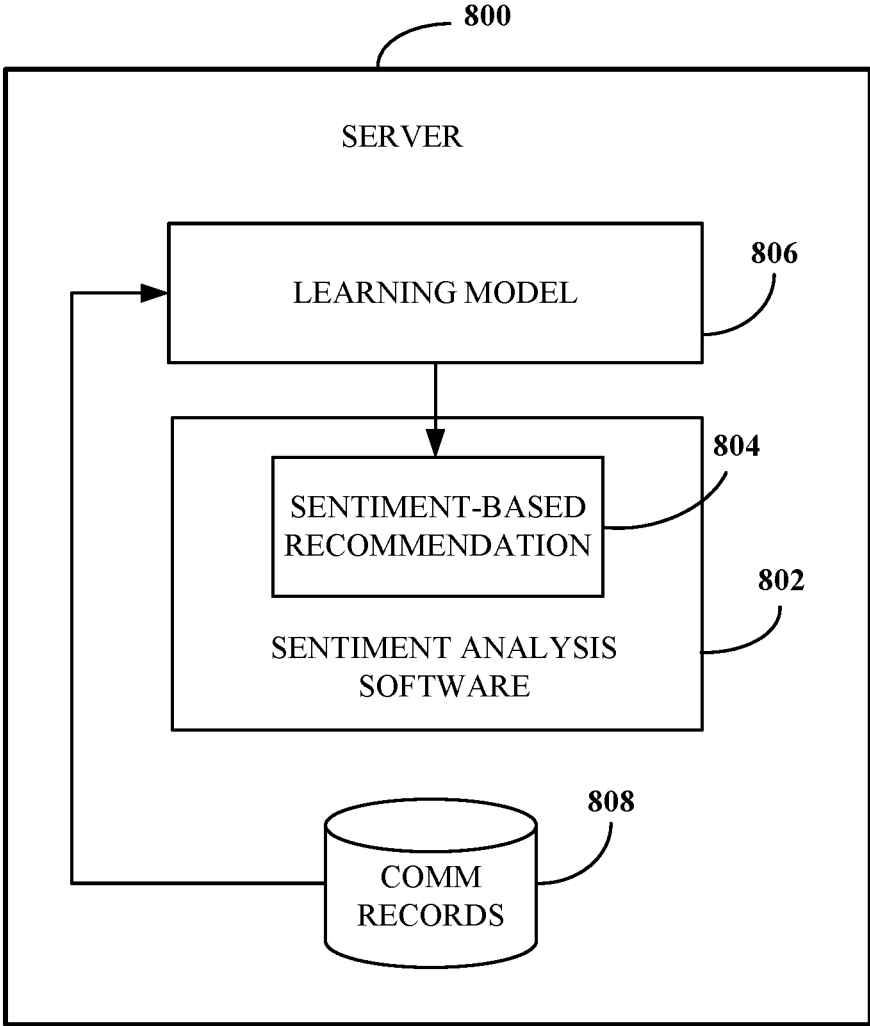 800
SERVER
806
LEARNING MODEL
804
SENTIMENT-BASED
RECOMMENDATION
802
SENTIMENT ANALYSIS
SOFTWARE
808
COMM
RECORDS